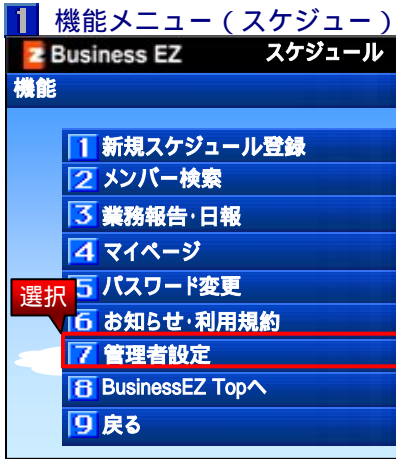 1 機能メニュー(スケジュー)
Business EZ スケジュール
機能
1 新規スケジュール登録
2 メンバー検索
3 業務報告・日報
4 マイページ
5 パスワード変更
選択
6 お知らせ・利用規約
7 管理者設定
8 BusinessEZ Topへ
9 戻る